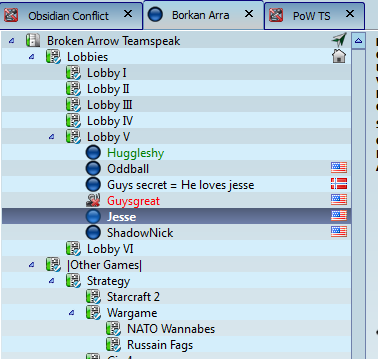 Obsidian Conflict
Borkan Arra
PoW TS
Broken Arrow Teamspeak
Lobbies
Lobby I
Lobby II
Lobby III
Lobby IV
Lobby V
Huggleshy
Oddball
Guys secret = He loves jesse
Guysgreat
Jesse
ShadowNick
Lobby VI
|Other Games|
Strategy
Starcraft 2
Wargame
NATO Wannabes
Russain Fags